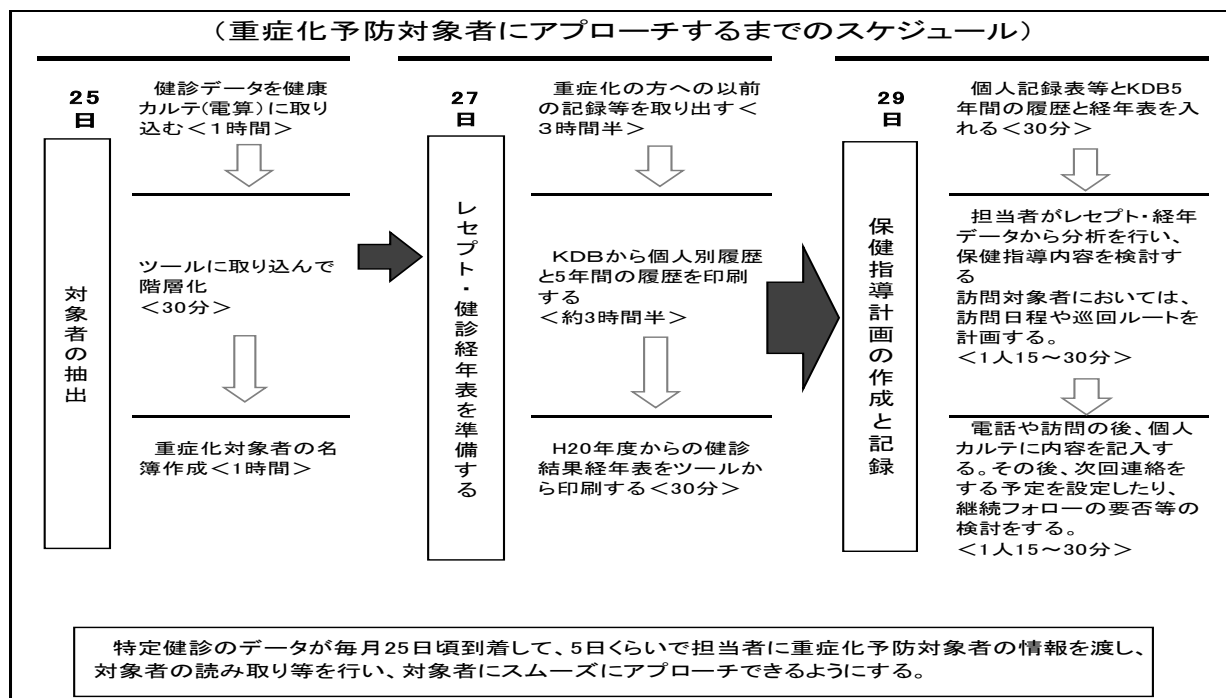 (重症化予防対象者にアプローチするまでのスケジュール)
25
日
対象者の抽出
健診データを健康
カルテ(電算)に取り
込む<1時間>
ツールに取り込んで
階層化
<30分>
重症化対象者の名
簿作成<1時間>
27
日
レセプト・健診経年表を準備する
重症化の方への以前
の記録等を取り出す<
3時間半>
KDBから個人別履歴
と5年間の履歴を印刷
する
<約3時間半>
H20年度からの健診
結果経年表をツールか
ら印刷する<30分>
29
日
保健指導計画の作成と記録
個人記録表等とKDB5
年間の履歴と経年表を入
れる<30分>
担当者がレセプト・経年
データから分析を行い、
保健指導内容を検討す
る
訪問対象者においては、
訪問日程や巡回ルートを
計画する。
<1人15~30分>
電話や訪問の後、個人
カルテに内容を記入す
る。その後、次回連絡を
する予定を設定したり、
継続フォローの要否等の
検討をする。
<1人15~30分>
特定健診のデータが毎月25日頃到着して、5日くらいで担当者に重症化予防対象者の情報を渡し、
対象者の読み取り等を行い、対象者にスムーズにアプローチできるようにする。